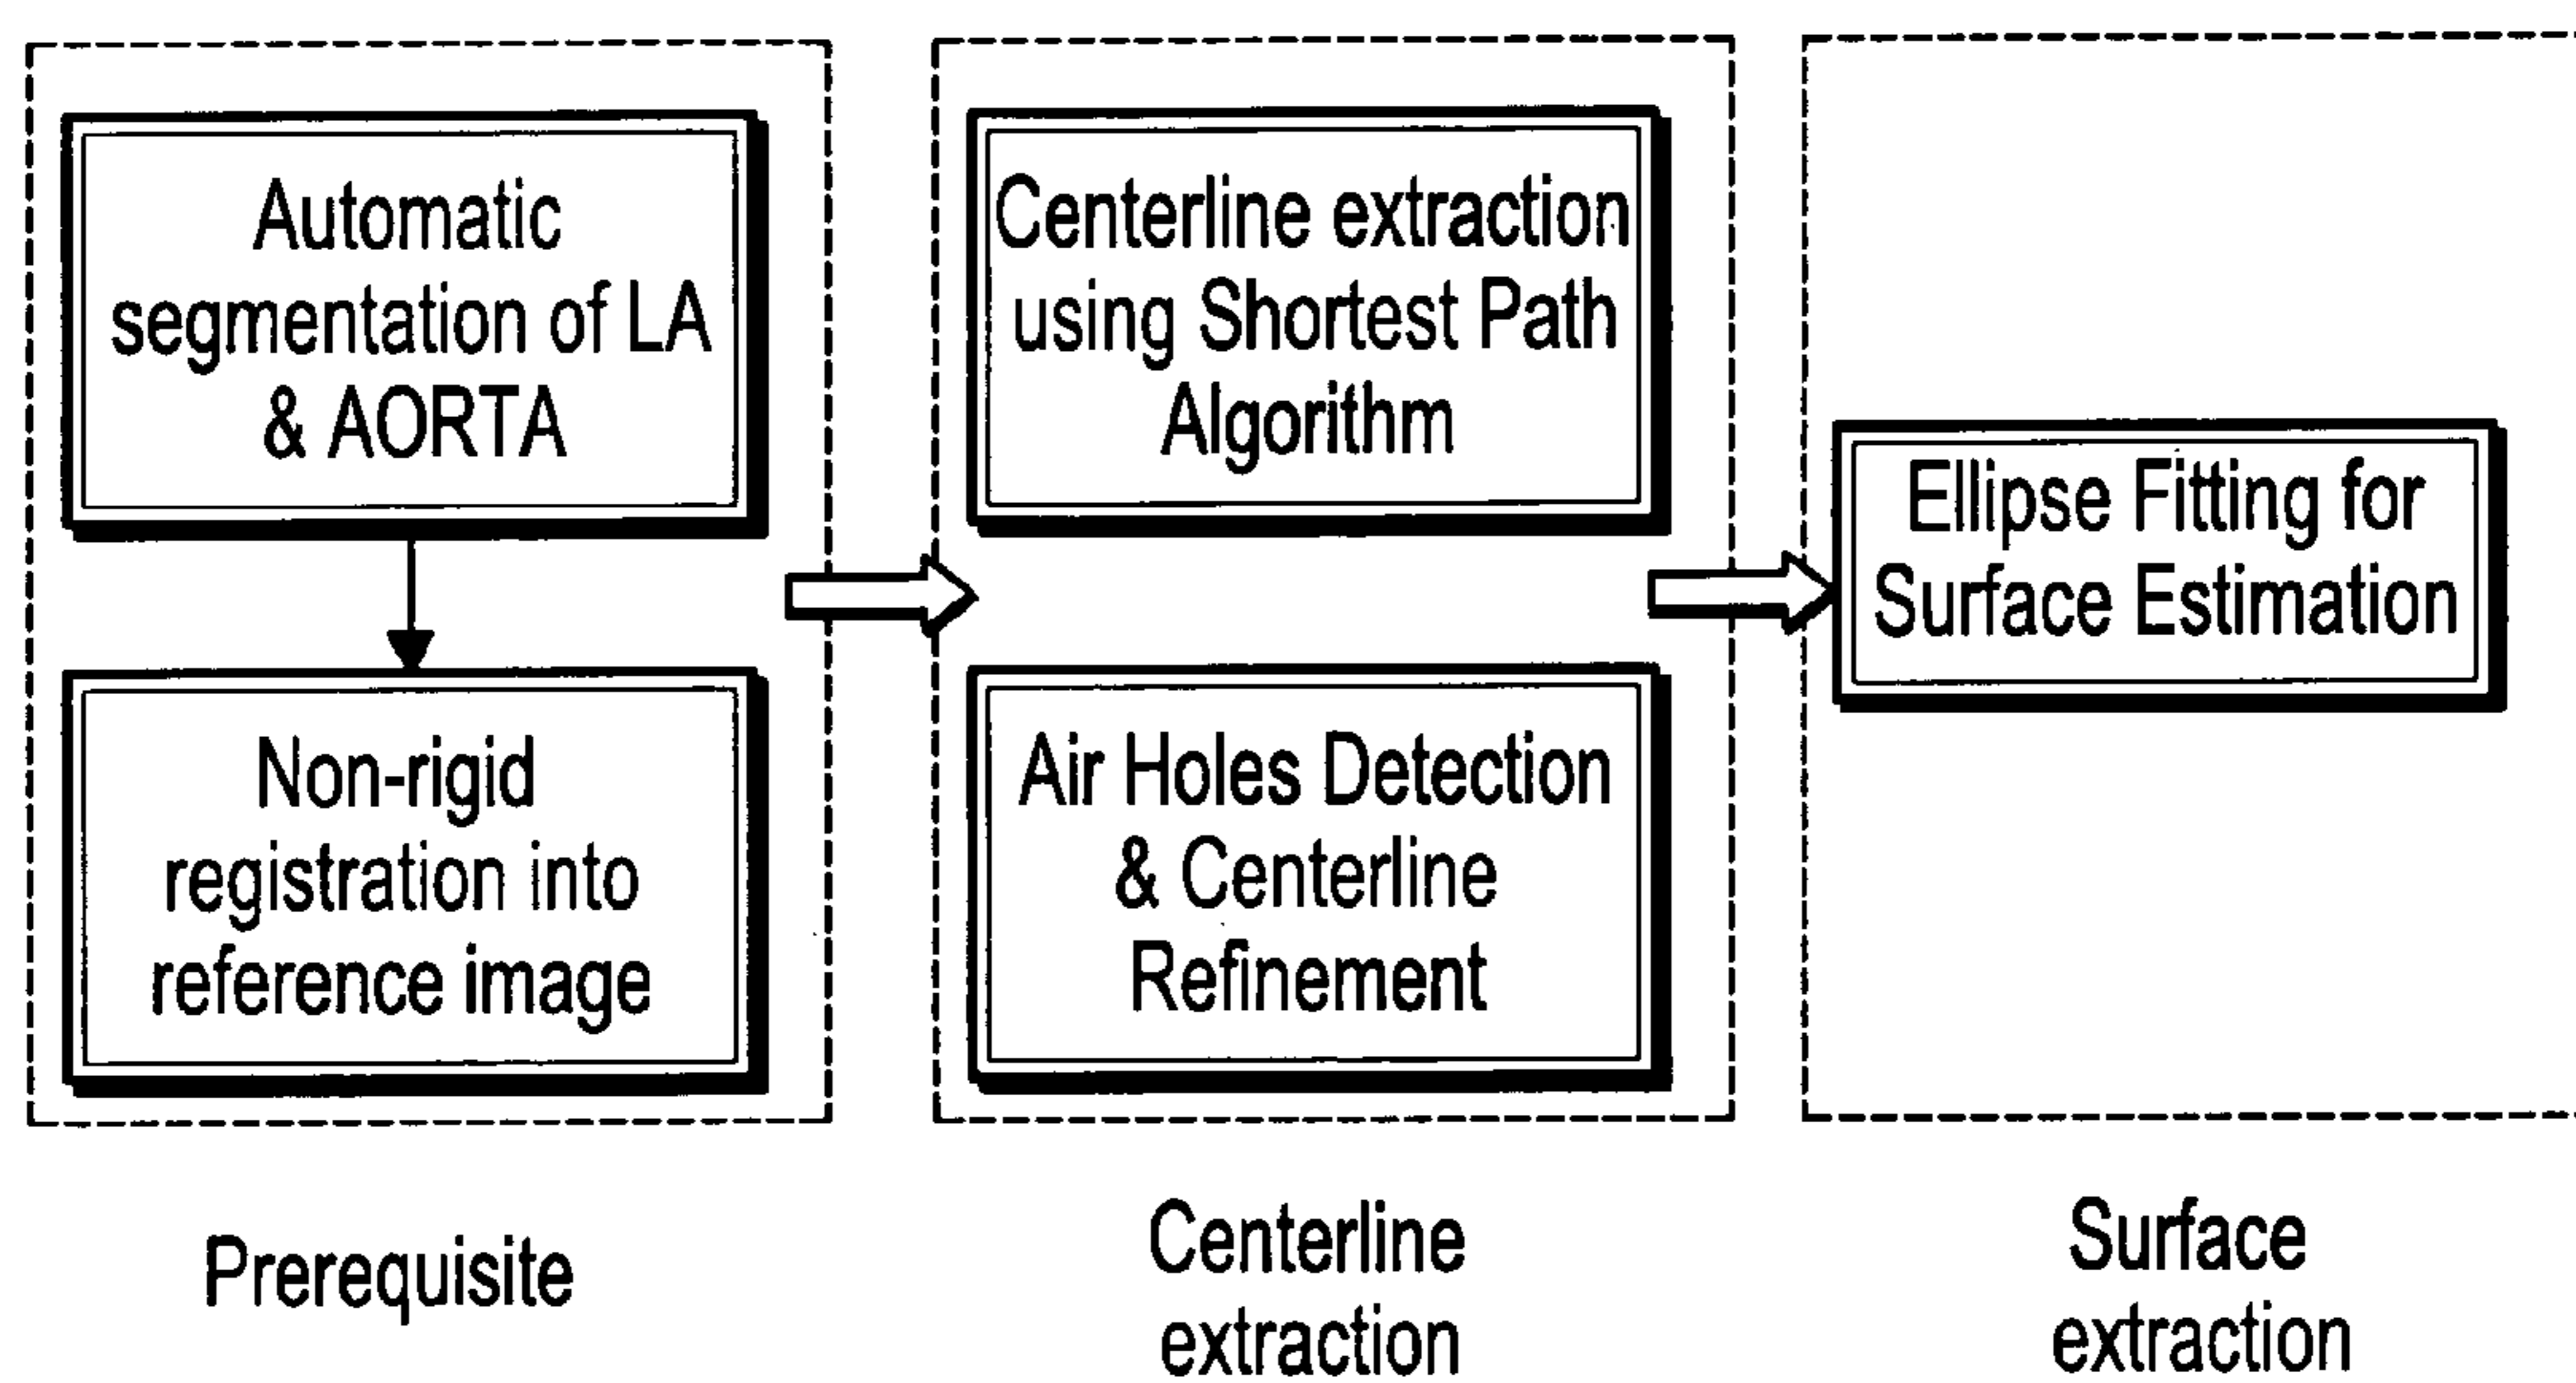 Automatic
segmentation of LA
& AORTA
Non-rigid
registration into
reference image
Prerequisite
Centerline extraction
using Shortest Path
Algorithm
Air Holes Detection
& Centerline
Refinement
Centerline
extraction
Ellipse Fitting for
Surface Estimation
Surface
extraction